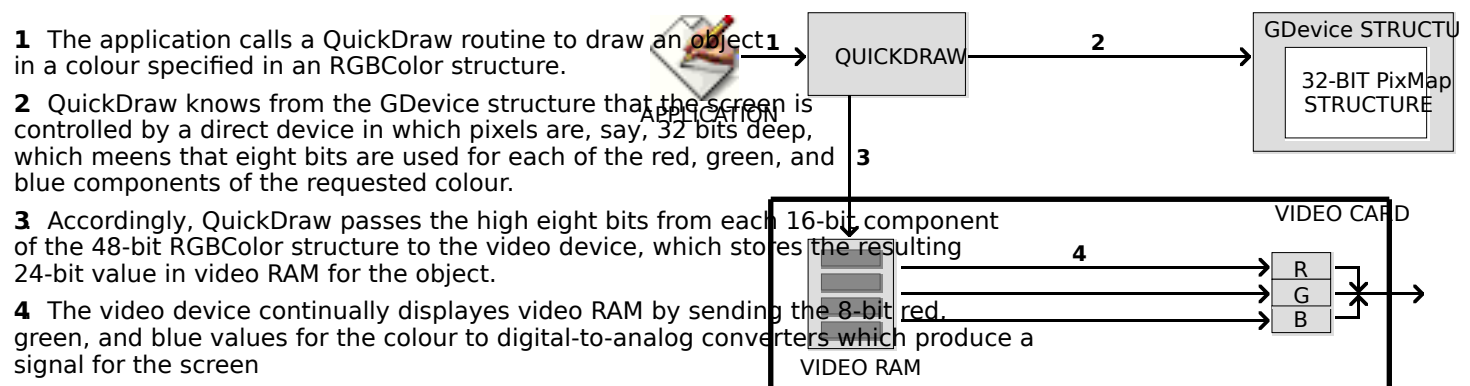 1 The application calls a QuickDraw routine to draw an object
in a colour specified in an RGBColor structure.
2 QuickDraw knows from the GDevice structure that the screen is
controlled by a direct device in which pixels are, say, 32 bits deep,
which meens that eight bits are used for each of the red, green, and
blue components of the requested colour.
3 Accordingly, QuickDraw passes the high eight bits from each 16-bit component
of the 48-bit RGBColor structure to the video device, which stores the resulting
24-bit value in video RAM for the object.
4 The video device continually displayes video RAM by sending the 8-bit red,
green, and blue values for the colour to digital-to-analog converters which produce a
signal for the screen
APPLICATION
1
QUICKDRAW
2
GDevice STRUCTU
32-BIT PixMap
STRUCTURE
3
VIDEO CARD
4
R
G
B
VIDEO RAM